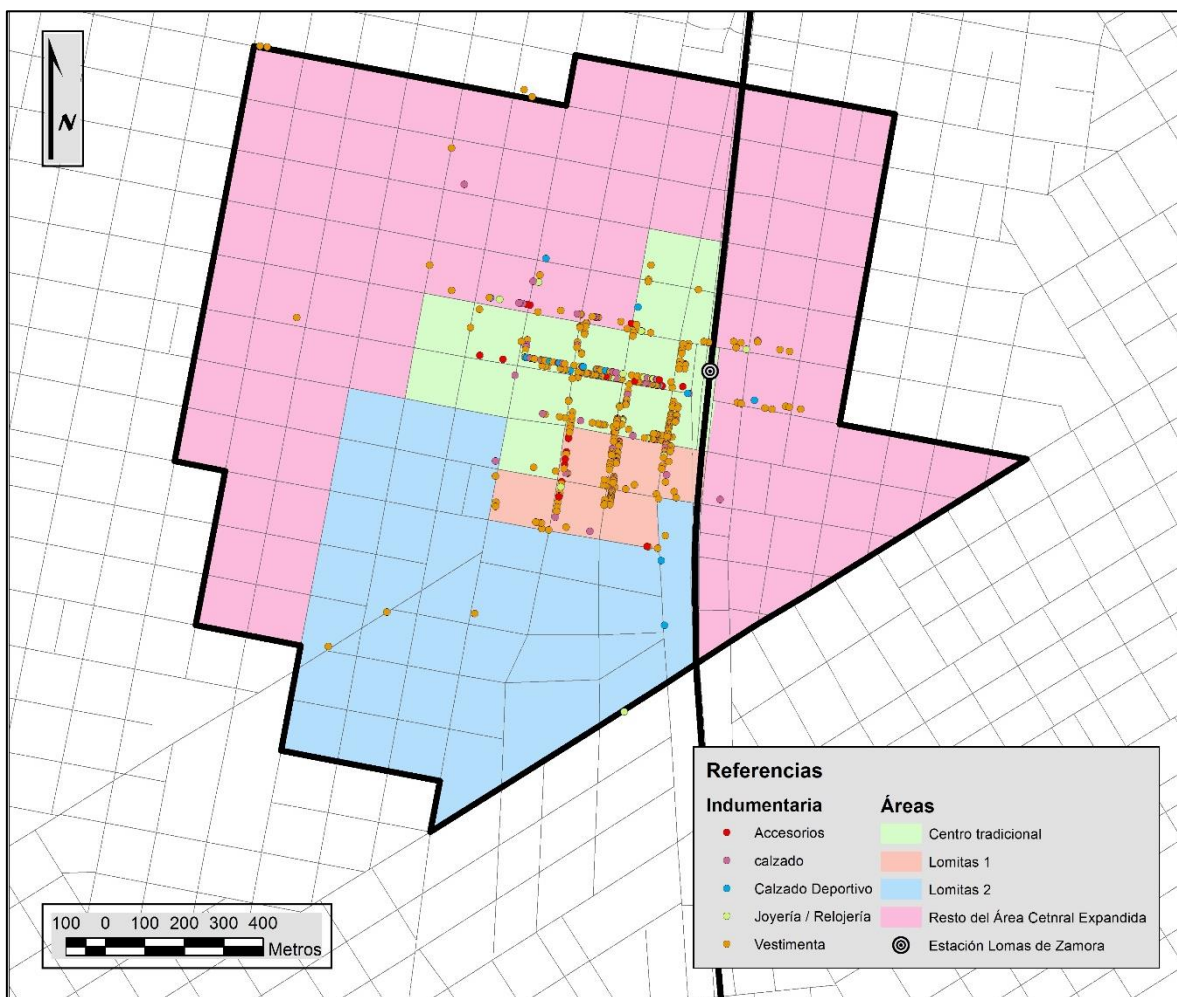 N
Referencias
Indumentaria
Accesorios
calzado
Calzado Deportivo
Joyería / Relojería
Vestimenta
Áreas
Centro tradicional
Lomitas 1
Lomitas 2
Resto del Área Cetnral Expandida
Estación Lomas de Zamora
100 0 100 200 300 400
Metros